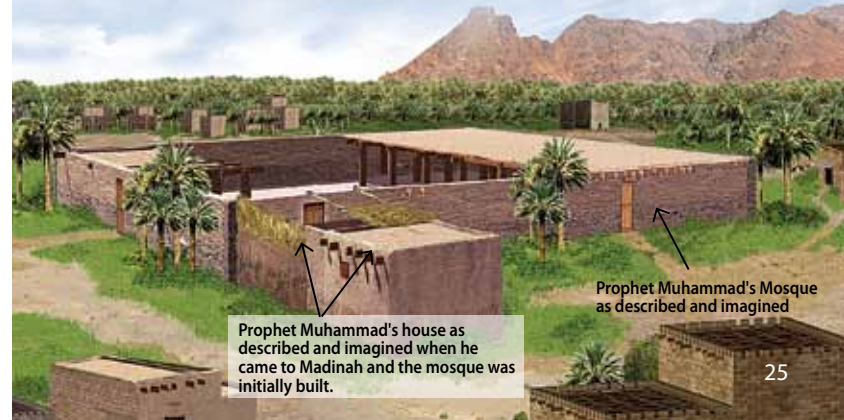 Prophet Muhammad's Mosque
as described and imagined
Prophet Muhammad's house as
described and imagined when he
came to Madinah and the mosque was
initially built.
25